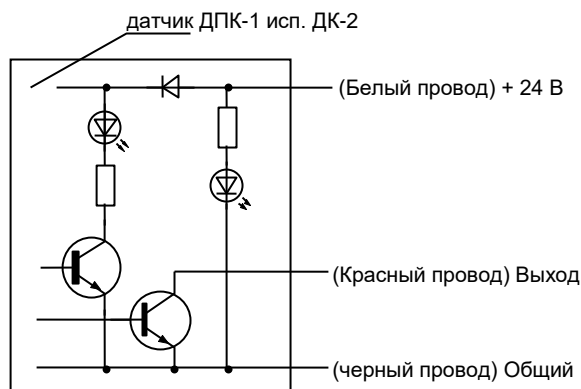 датчик ДПК-1 исп. ДК-2
(Белый провод) + 24 В
(Красный провод) Выход
(черный провод) Общий